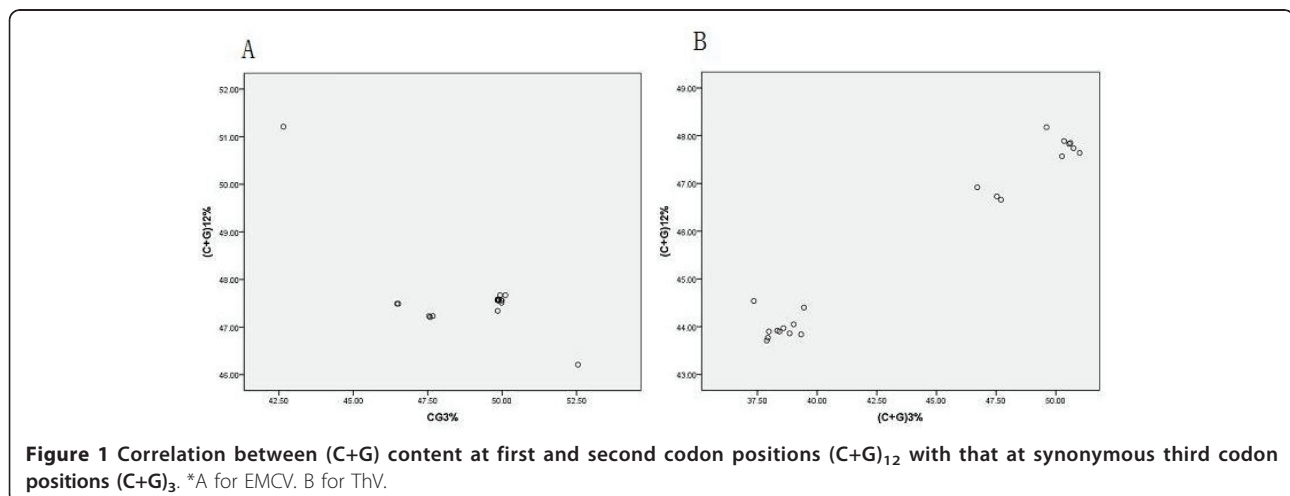 A
B
52.00
51.00
50.00
49.00
48.00
47.00
46.00
(C+G)12%
42.50 45.00 47.50 50.00 52.50
CG3%
49.00
48.00
47.00
46.00
45.00
44.00
43.00
(C+G)12%
37.50 40.00 42.50 45.00 47.50 50.00
(C+G)3%
Figure 1 Correlation between (C+G) content at first and second codon positions (C+G)12 with that at synonymous third codon
positions (C+G)3. *A for EMCV. B for ThV.